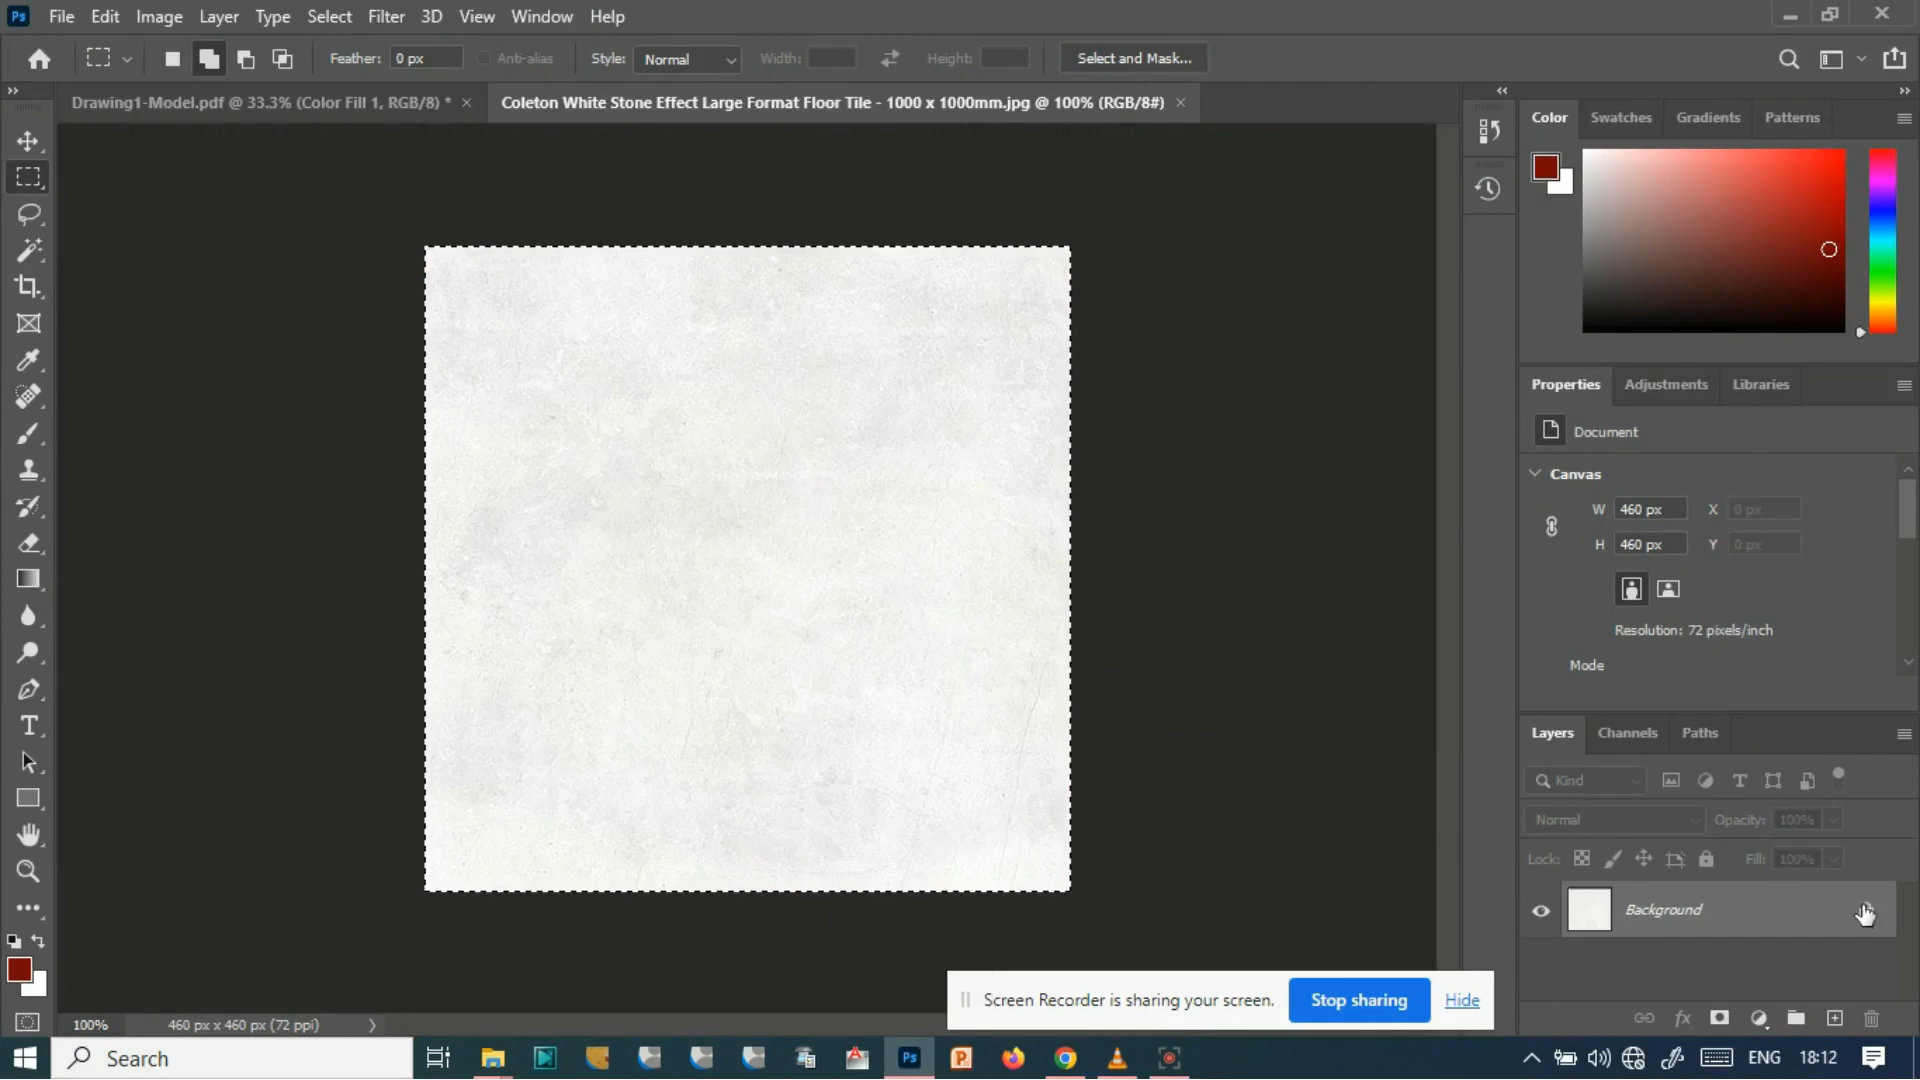 Ps File Edit Image Layer Type Select Filter 3D View Window Help
Feather: 0 px Anti-alias Style: Normal Width: Height: Select and Mask...
Drawing1-Model.pdf @ 33.3% (Color Fill 1, RGB/8) * × Coleton White Stone Effect Large Format Floor Tile - 1000 x 1000mm.jpg @ 100% (RGB/8#) ×
Color Swatches Gradients Patterns
Properties Adjustments Libraries
Document
Canvas
W 460 px X 0 px
H 460 px Y 0 px
Resolution: 72 pixels/inch
Mode
Layers Channels Paths
Kind
Normal Opacity: 100%
Lock: Fill: 100%
Background
Screen Recorder is sharing your screen. Stop sharing Hide
100% 460 px x 460 px (72 ppi)
Search Ps P ENG 18:12